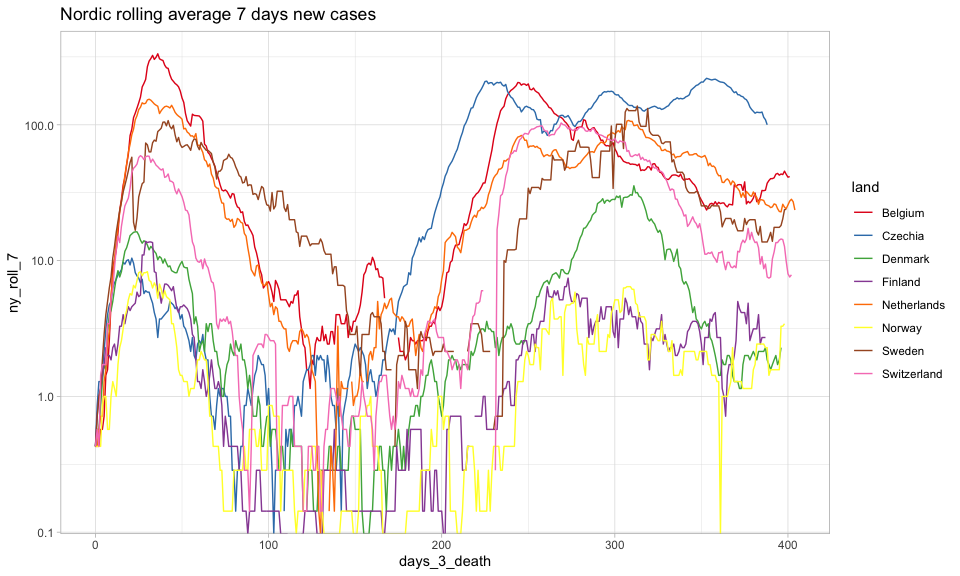 Nordic rolling average 7 days new cases
ny_roll_7
100.0
10.0
1.0
0.1
0
100
200
300
400
days_3_death
land
Belgium
Czechia
Denmark
Finland
Netherlands
Norway
Sweden
Switzerland